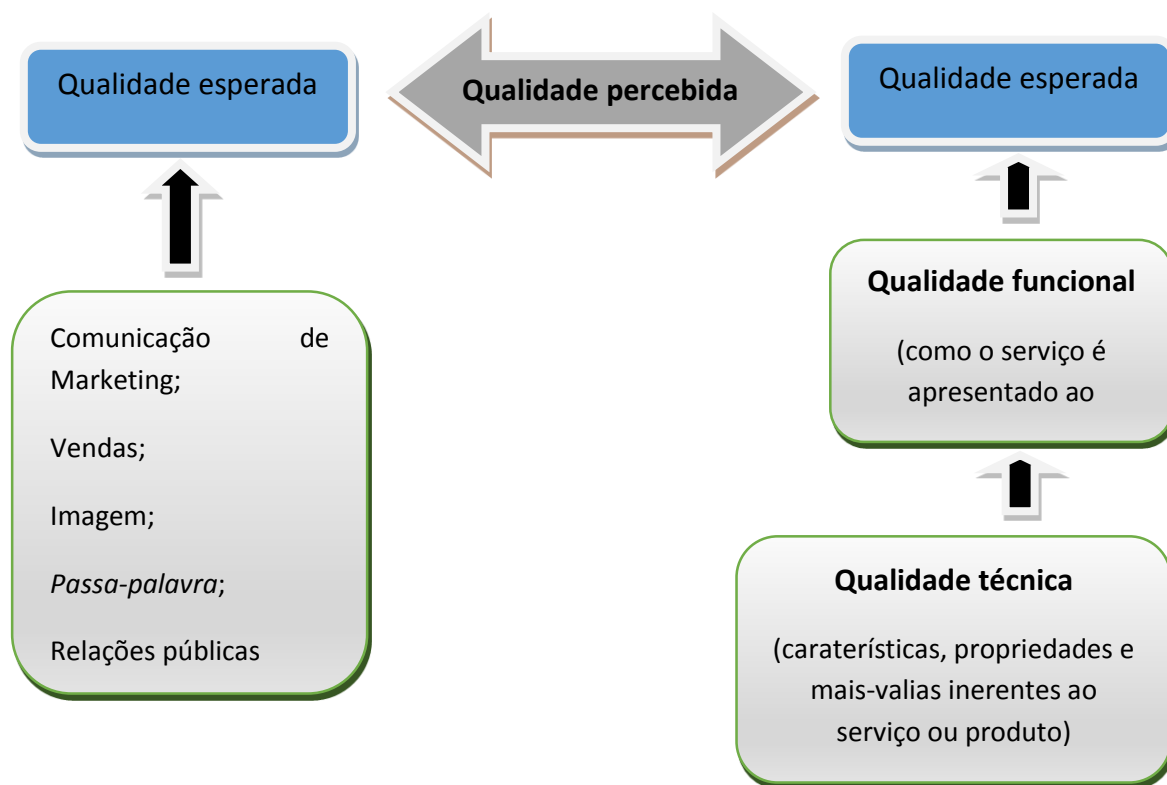 Qualidade esperada
Qualidade percebida
Qualidade esperada
Comunicação de
Marketing;
Vendas;
Imagem;
Passa-palavra;
Relações públicas
Qualidade funcional
(como o serviço é
apresentado ao
Qualidade técnica
(caraterísticas, propriedades e
mais-valias inerentes ao
serviço ou produto)